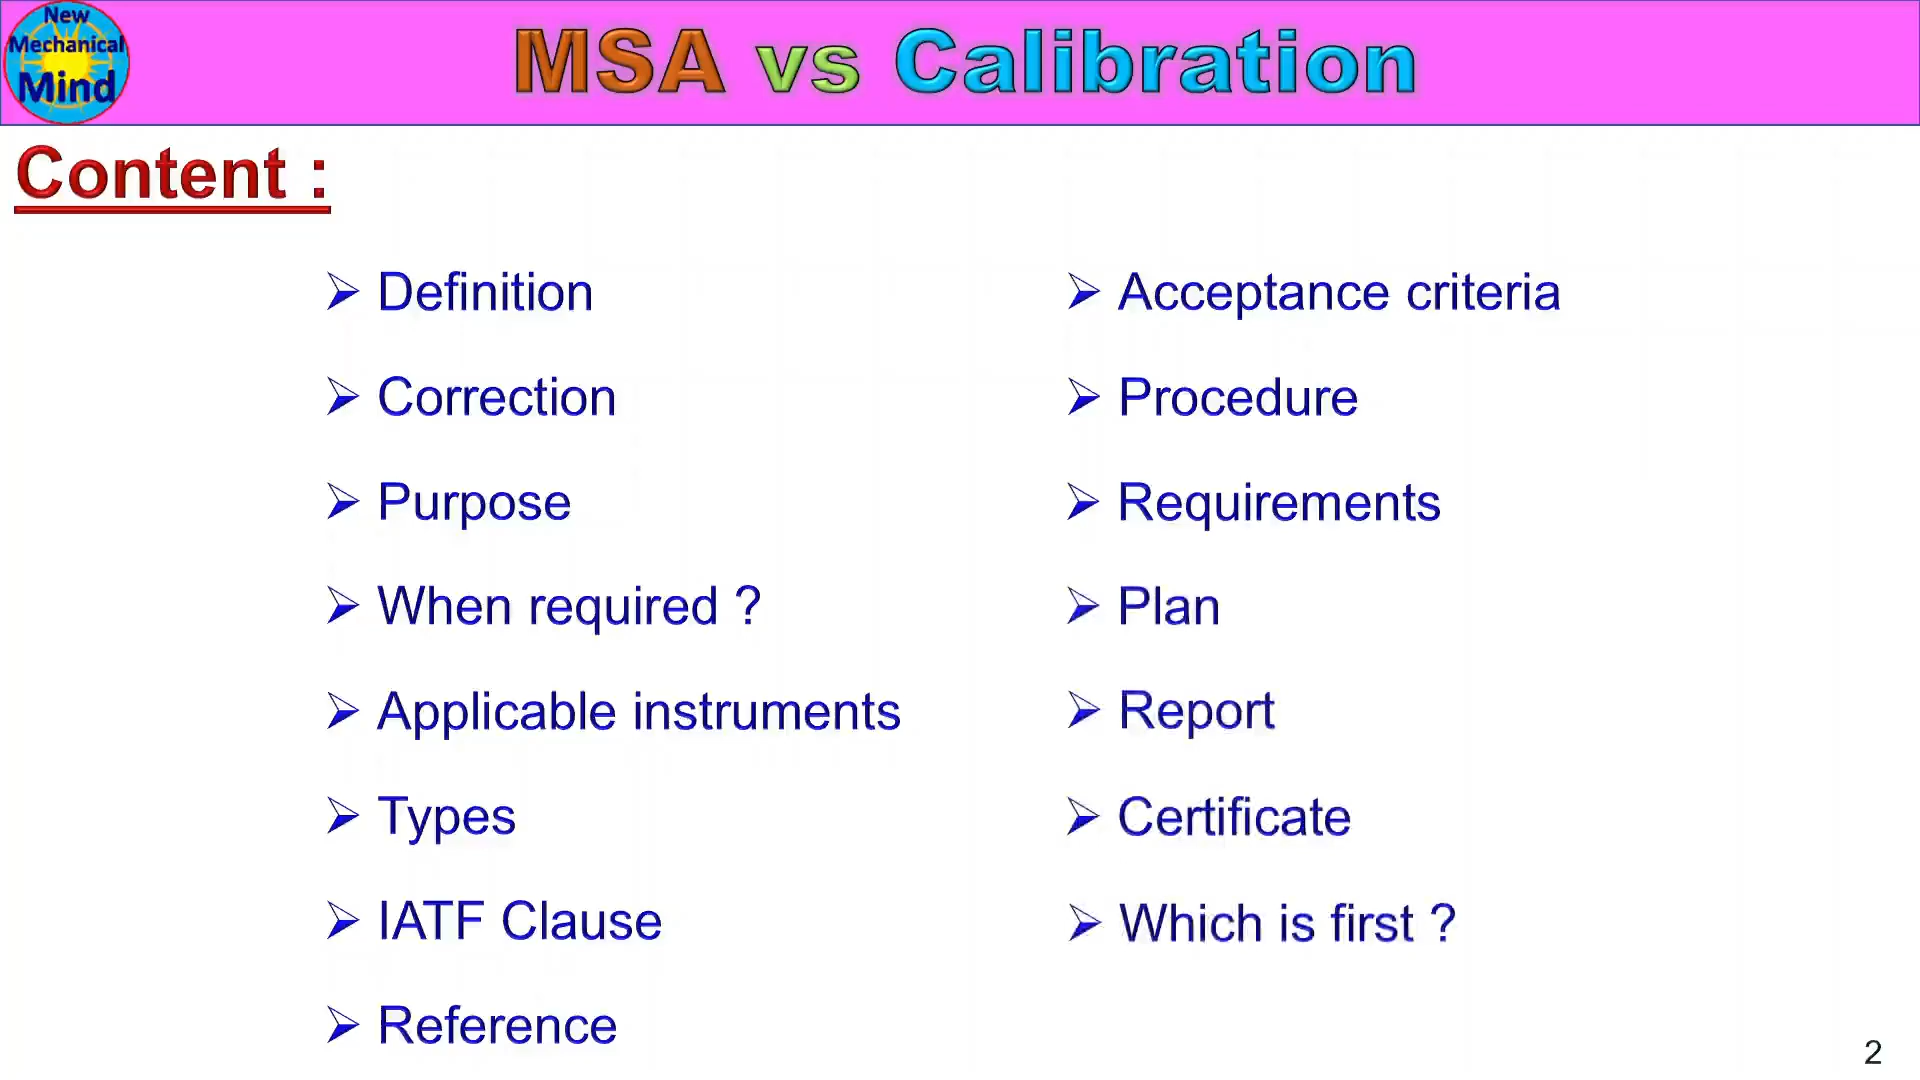 New
Mechanical
Mind
MSA vs Calibration
Content :
➢ Definition
➢ Correction
➢ Purpose
➢ When required ?
➢ Applicable instruments
➢ Types
➢ IATF Clause
➢ Reference
➢ Acceptance criteria
➢ Procedure
➢ Requirements
➢ Plan
➢ Report
➢ Certificate
➢ Which is first ?
2